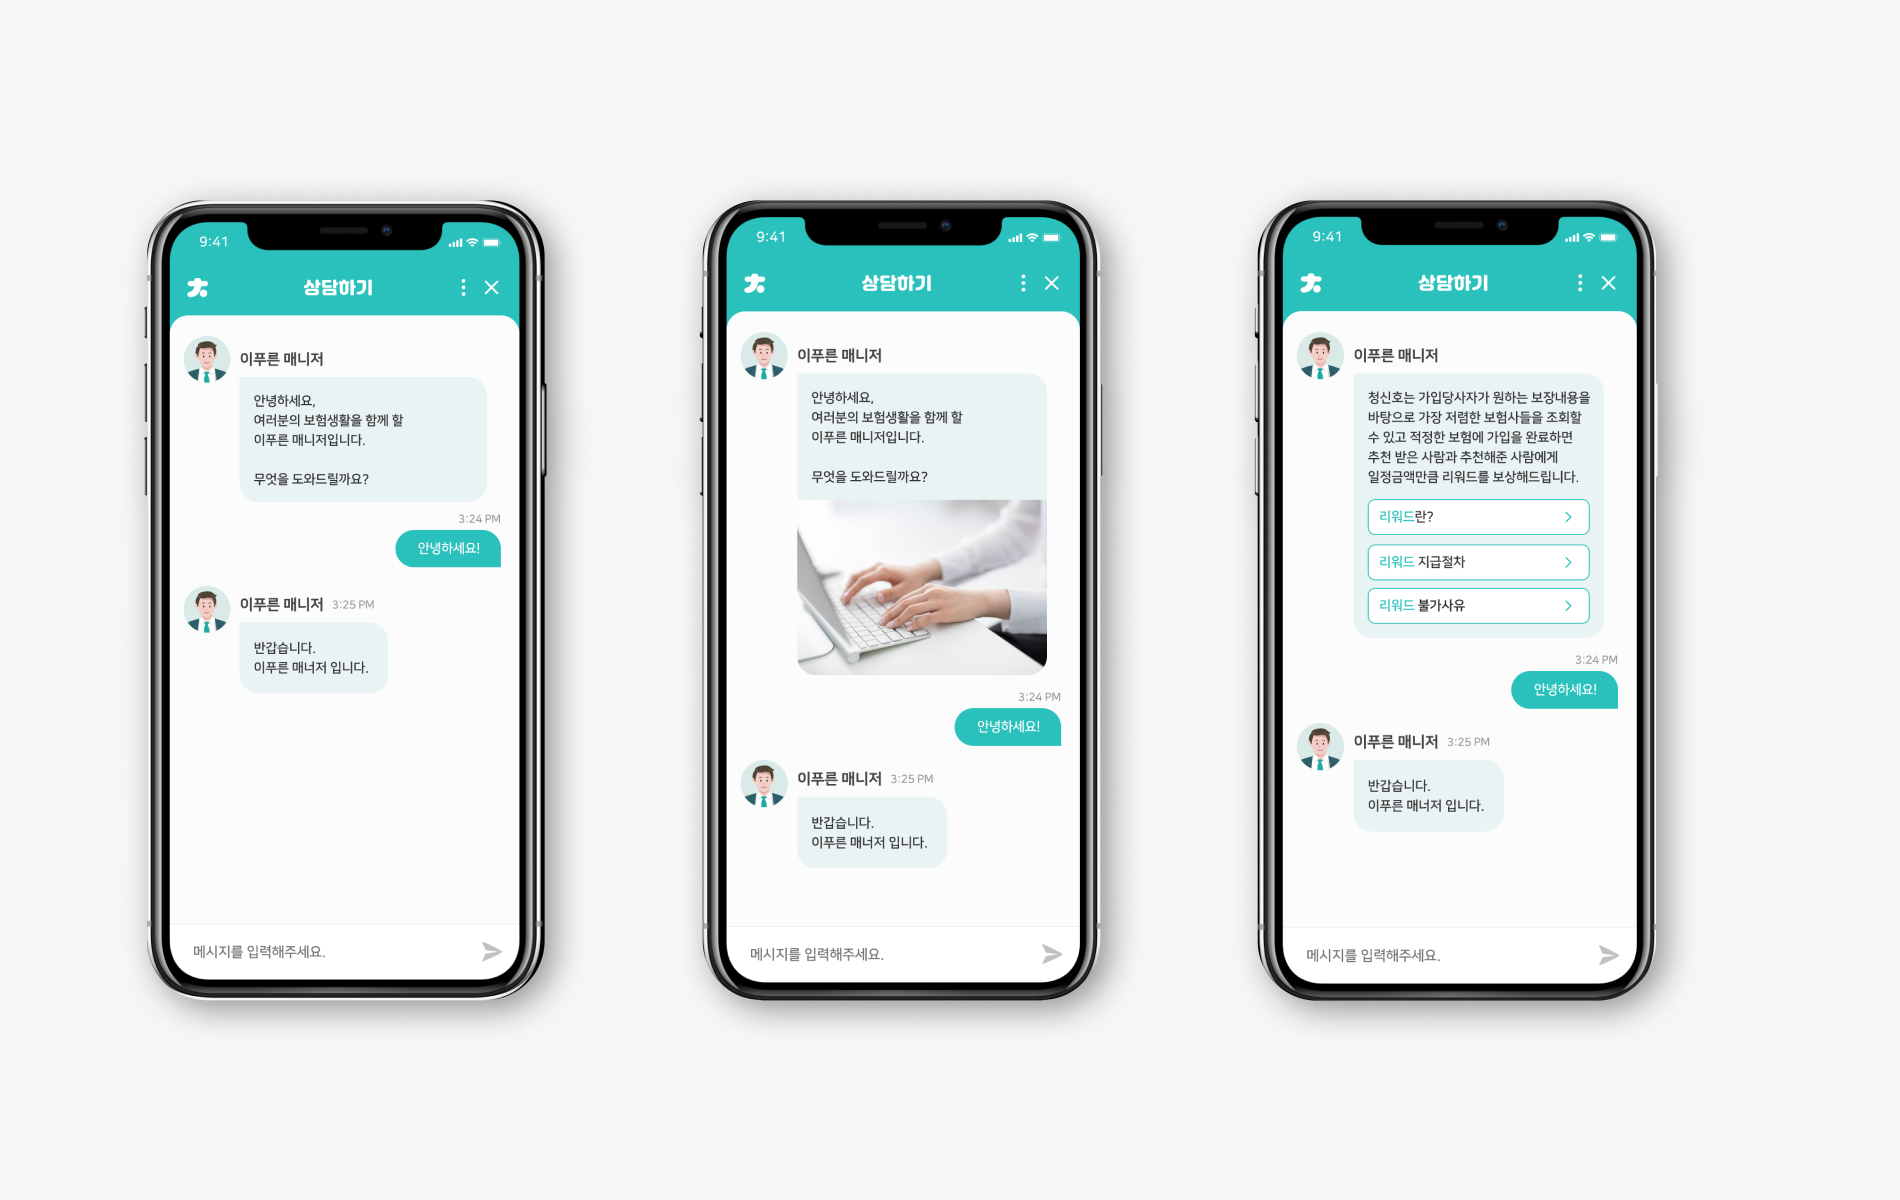 9:41
상담하기
이푸른 매니저
안녕하세요,
여러분의 보험생활을 함께 할
이푸른 매니저입니다.
무엇을 도와드릴까요?
3:24 PM
안녕하세요!
이푸른 매니저 3:25 PM
반갑습니다.
이푸른 매너저 입니다.
메시지를 입력해주세요.
9:41
상담하기
이푸른 매니저
안녕하세요,
여러분의 보험생활을 함께 할
이푸른 매니저입니다.
무엇을 도와드릴까요?
3:24 PM
안녕하세요!
이푸른 매니저 3:25 PM
반갑습니다.
이푸른 매너저 입니다.
메시지를 입력해주세요.
9:41
상담하기
이푸른 매니저
청신호는 가입당사자가 원하는 보장내용을
바탕으로 가장 저렴한 보험사들을 조회할
수 있고 적정한 보험에 가입을 완료하면
추천 받은 사람과 추천해준 사람에게
일정금액만큼 리워드를 보상해드립니다.
리워드란?
리워드 지급절차
리워드 불가사유
3:24 PM
안녕하세요!
이푸른 매니저 3:25 PM
반갑습니다.
이푸른 매너저 입니다.
메시지를 입력해주세요.